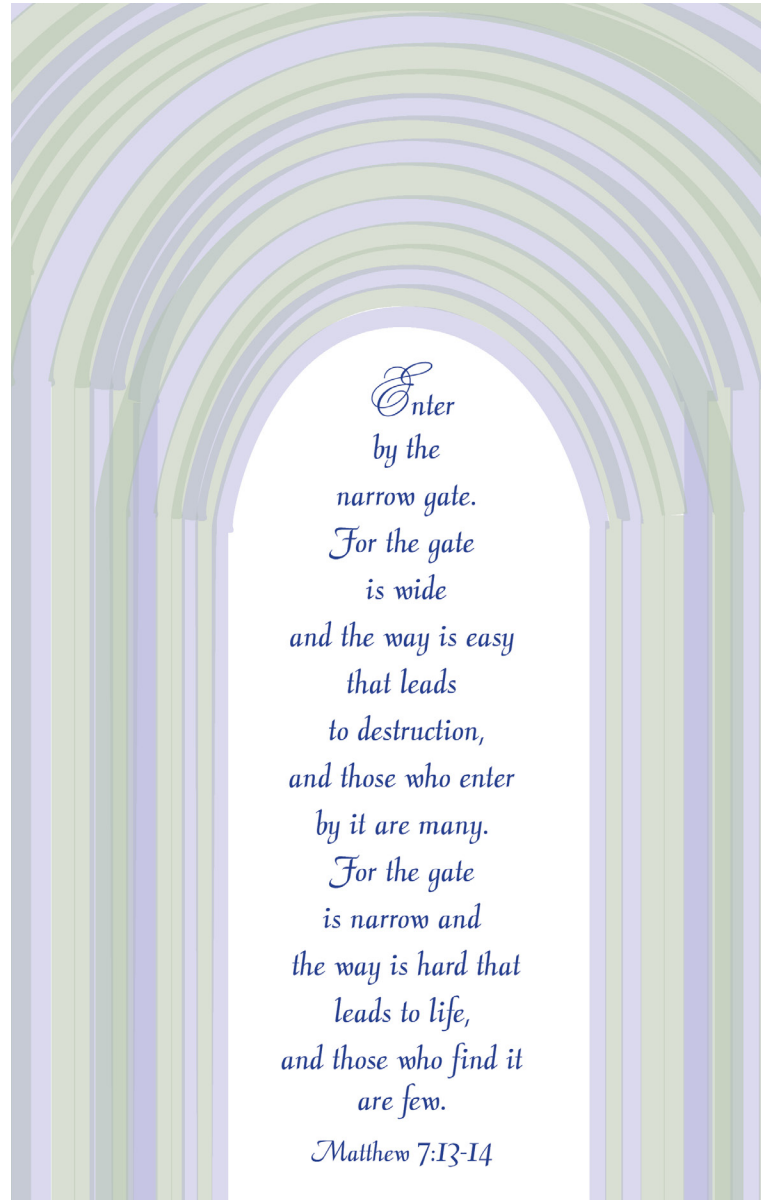 Enter
by the
narrow gate.
For the gate
is wide
and the way is easy
that leads
to destruction,
and those who enter
by it are many.
For the gate
is narrow and
the way is hard that
leads to life,
and those who find it
are few.
Matthew 7:13-14